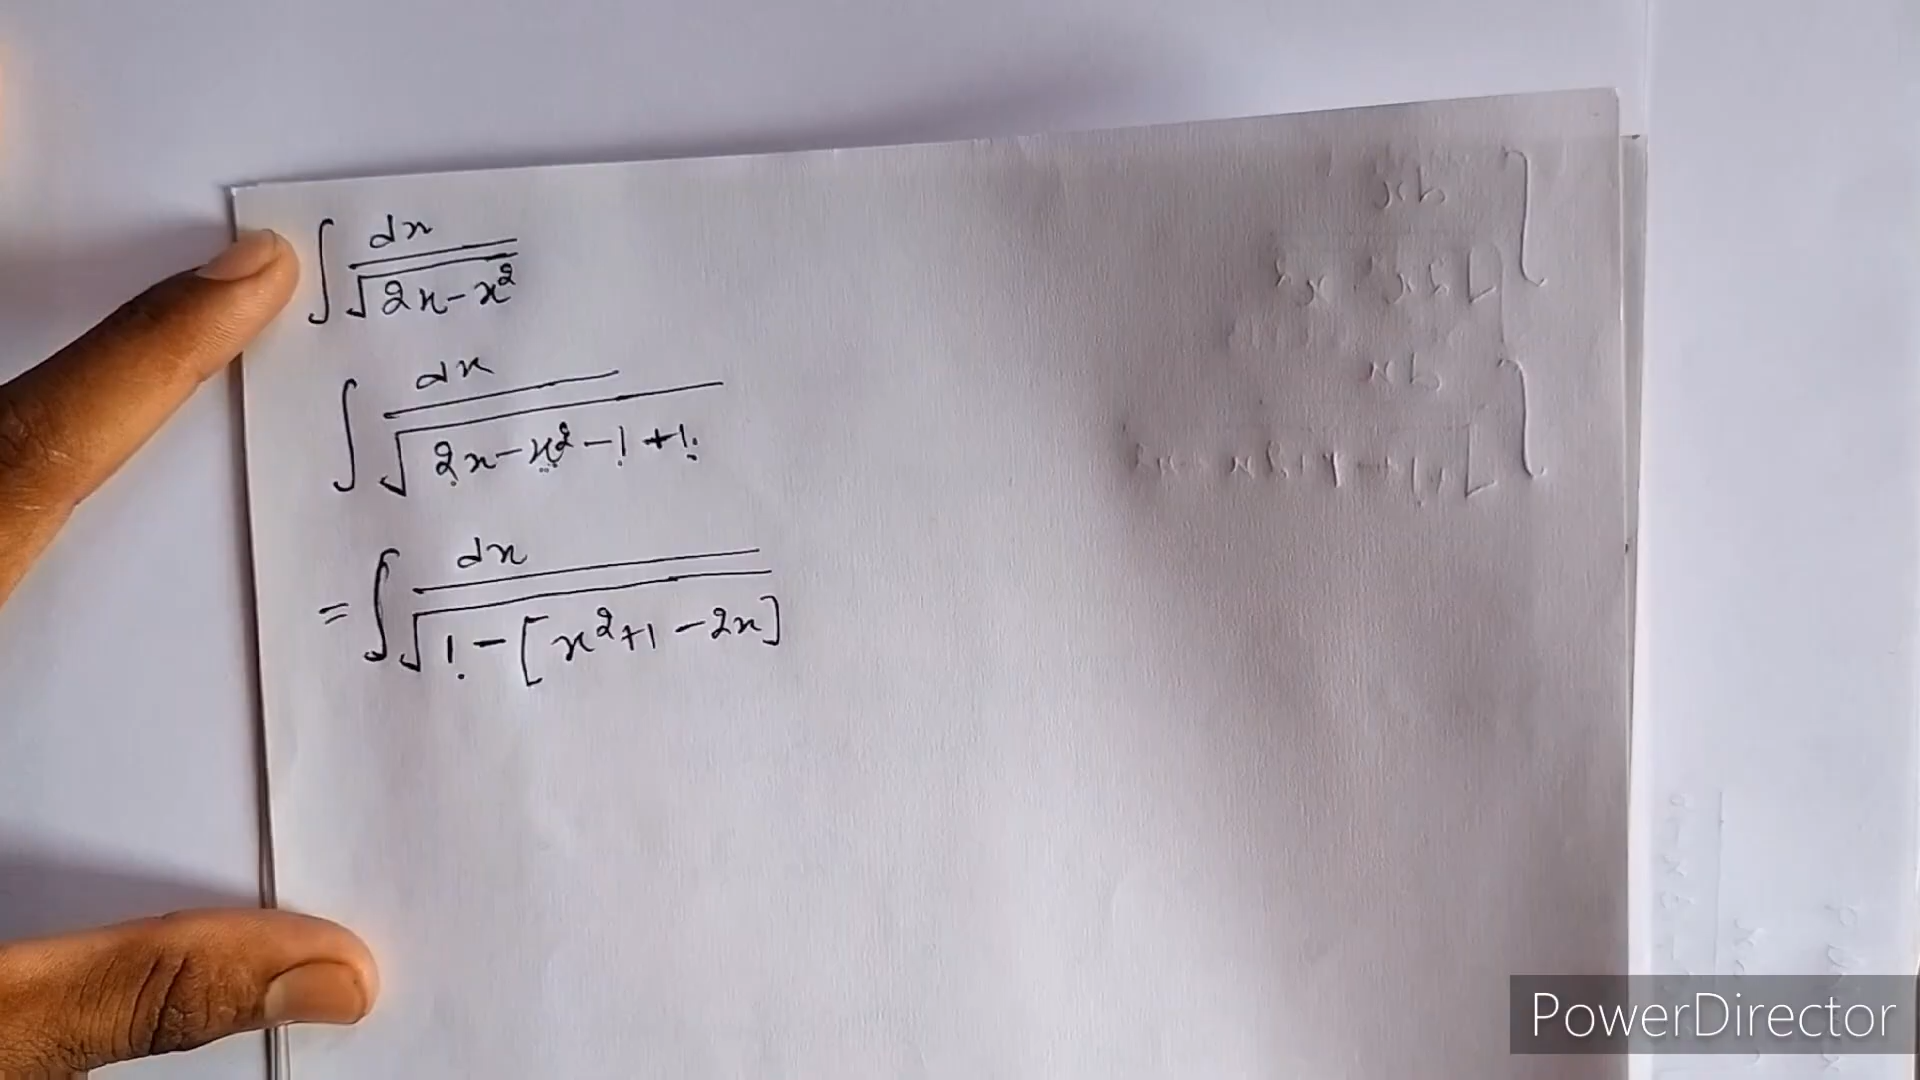 ∫ dx / √(2x - x²)
∫ dx / √(2x - x² - 1 + 1)
= ∫ dx / √(1 - [x² + 1 - 2x])
PowerDirector